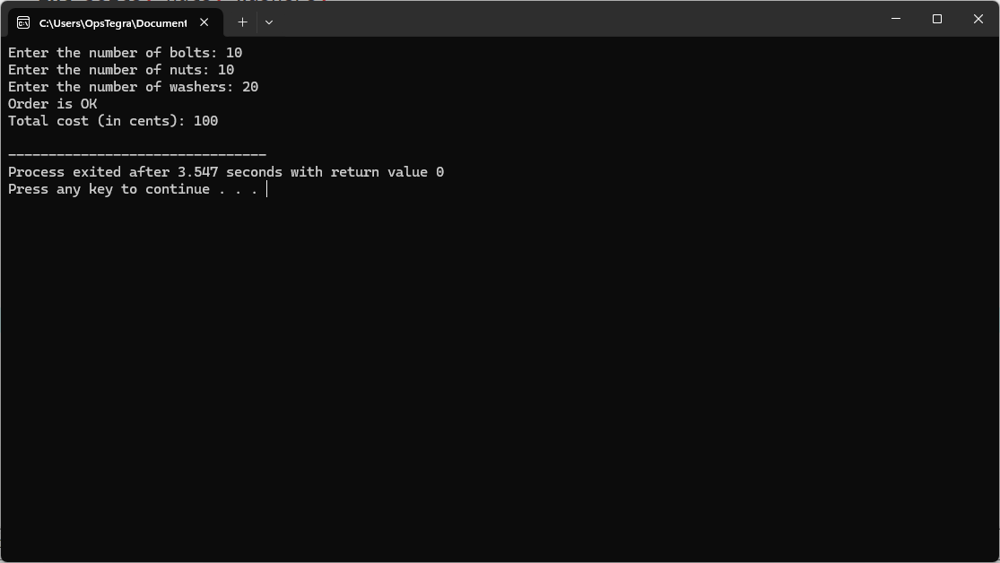 C:\Users\OpsTegra\Document
Enter the number of bolts: 10
Enter the number of nuts: 10
Enter the number of washers: 20
Order is OK
Total cost (in cents): 100
--------------------------------
Process exited after 3.547 seconds with return value 0
Press any key to continue . . .